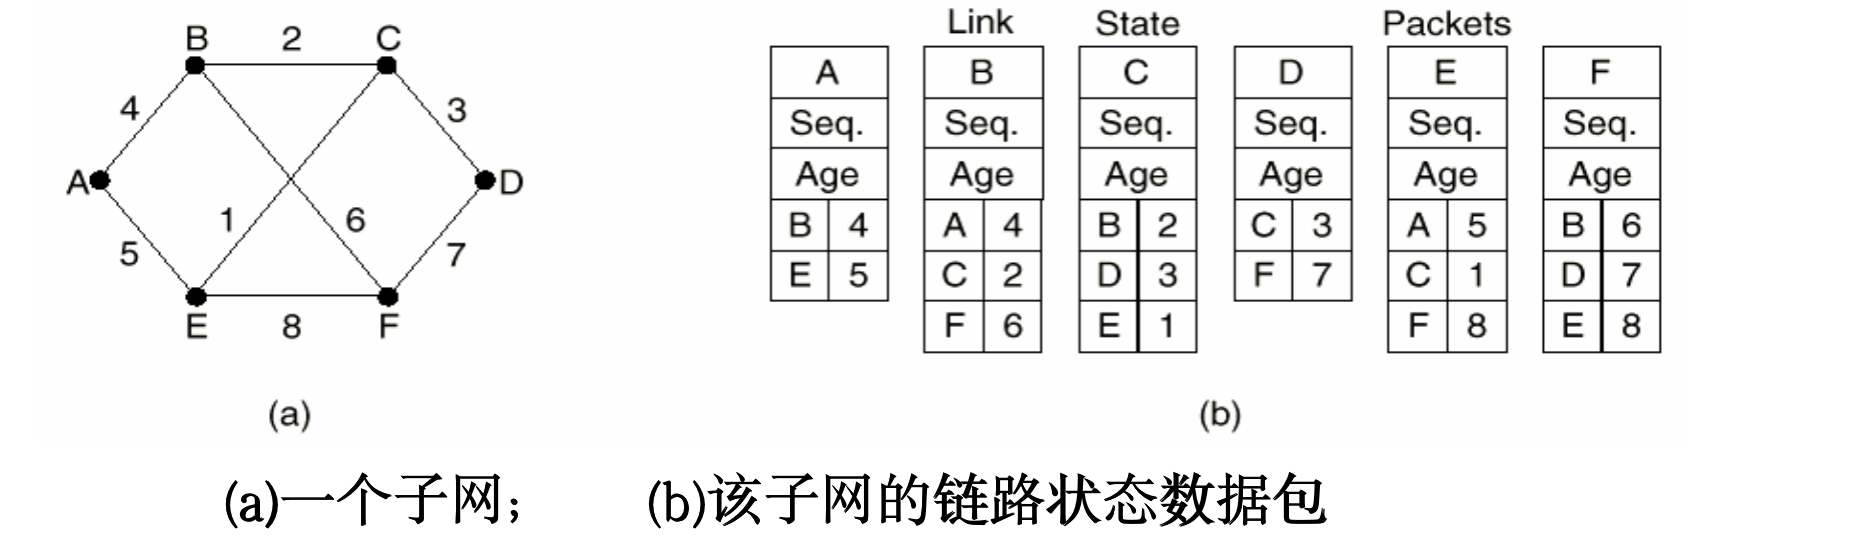 Link State Packets
B 2 C
A B C D E F
4 3
Seq. Seq. Seq. Seq. Seq. Seq.
A D
Age Age Age Age Age Age
1 6
B 4 A 4 B 2 C 3 A 5 B 6
5 7
E 5 C 2 D 3 F 7 C 1 D 7
E 8 F
F 6 E 1 F 8 E 8
(a) (b)
(a)一个子网； (b)该子网的链路状态数据包